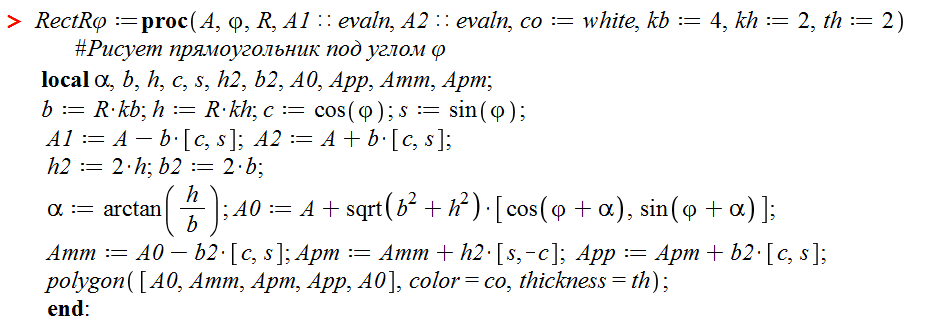 > RectRφ := proc(A, φ, R, A1 :: evaln, A2 :: evaln, co := white, kb := 4, kh := 2, th := 2)
#Рисует прямоугольник под углом φ
local α, b, h, c, s, h2, b2, A0, App, Amm, Apm;
b := R·kb; h := R·kh; c := cos(φ); s := sin(φ);
A1 := A − b·[c, s]; A2 := A + b·[c, s];
h2 := 2·h; b2 := 2·b;
α := arctan(h/b); A0 := A + sqrt(b² + h²)·[cos(φ + α), sin(φ + α)];
Amm := A0 − b2·[c, s]; Apm := Amm + h2·[s, -c]; App := Apm + b2·[c, s];
polygon([A0, Amm, Apm, App, A0], color = co, thickness = th);
end: